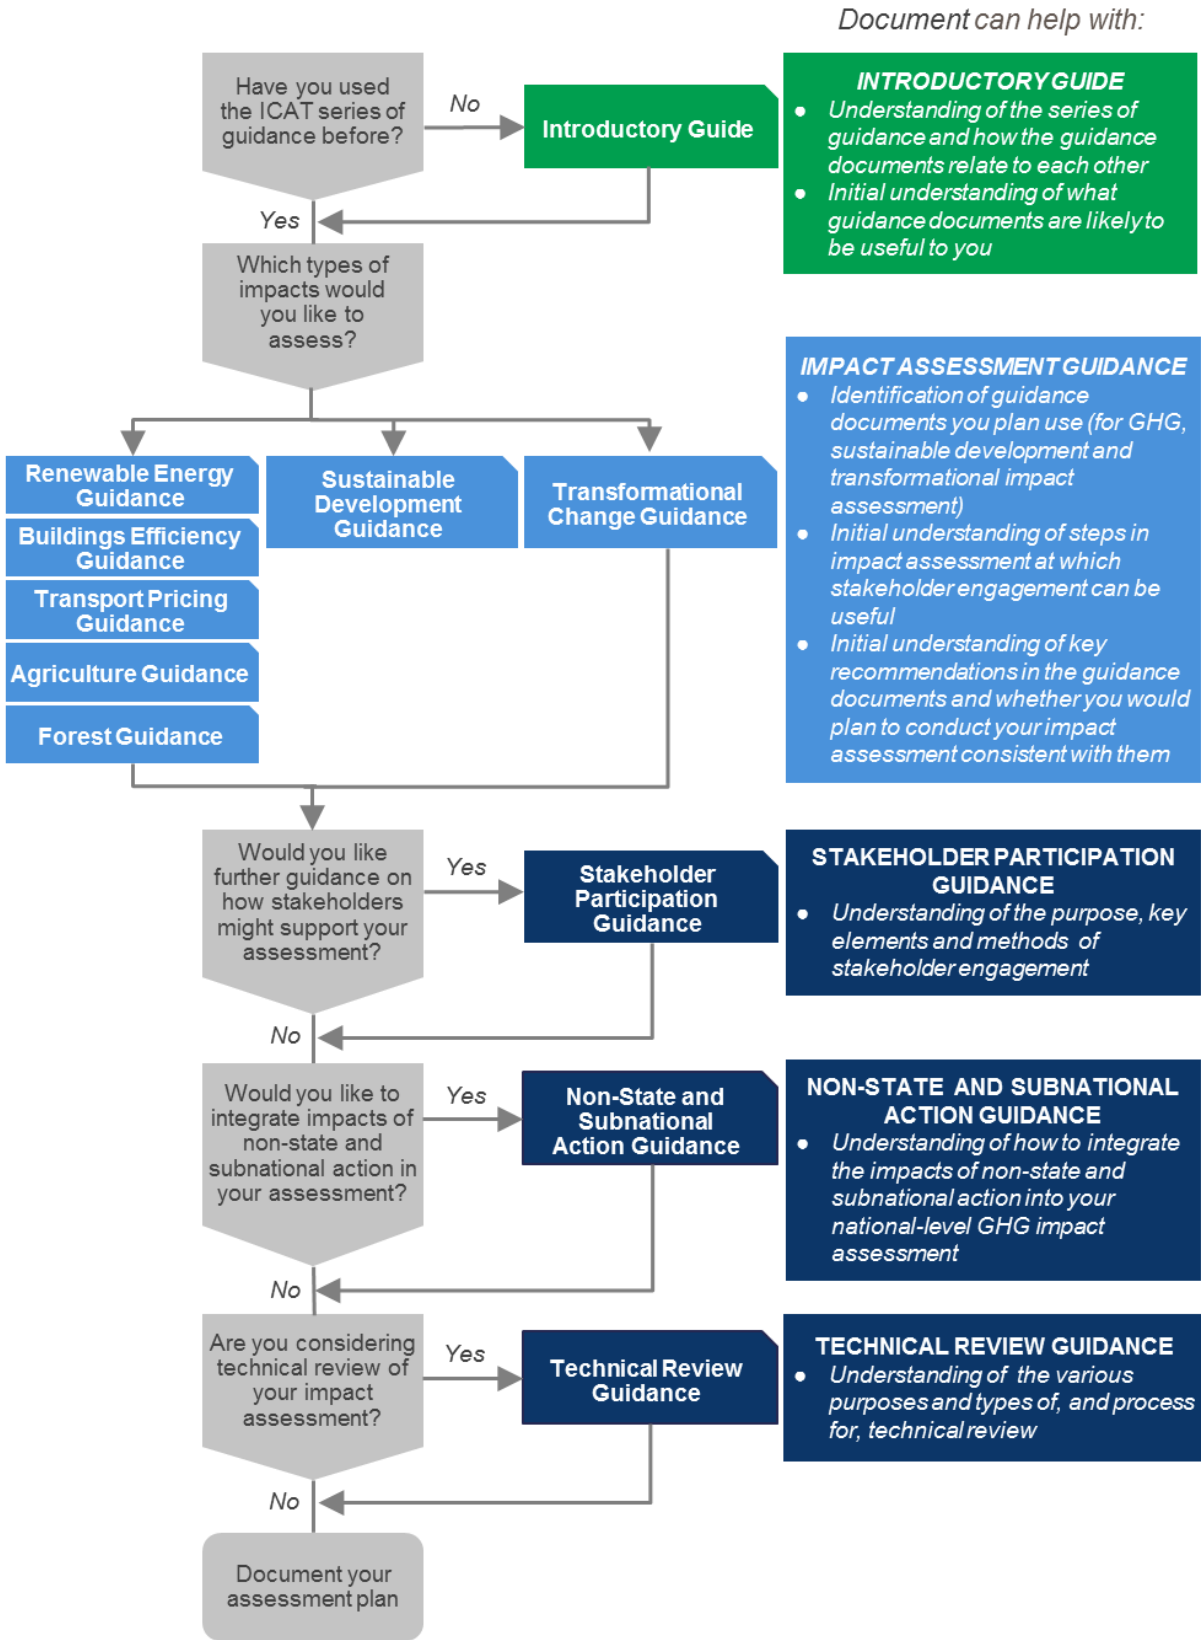 Document can help with:
Have you used
the ICAT series of
guidance before?
No
Introductory Guide
INTRODUCTORY GUIDE
● Understanding of the series of
guidance and how the guidance
documents relate to each other
● Initial understanding of what
guidance documents are likely to
be useful to you
Yes
Which types of
impacts would
you like to
assess?
IMPACT ASSESSMENT GUIDANCE
● Identification of guidance
documents you plan use (for GHG,
sustainable development and
transformational impact
assessment)
● Initial understanding of steps in
impact assessment at which
stakeholder engagement can be
useful
● Initial understanding of key
recommendations in the guidance
documents and whether you would
plan to conduct your impact
assessment consistent with them
Renewable Energy
Guidance
Buildings Efficiency
Guidance
Transport Pricing
Guidance
Agriculture Guidance
Forest Guidance
Sustainable
Development
Guidance
Transformational
Change Guidance
Would you like
further guidance on
how stakeholders
might support your
assessment?
Yes
Stakeholder
Participation
Guidance
STAKEHOLDER PARTICIPATION
GUIDANCE
● Understanding of the purpose, key
elements and methods of
stakeholder engagement
No
Would you like to
integrate impacts of
non-state and
subnational action in
your assessment?
Yes
Non-State and
Subnational
Action Guidance
NON-STATE AND SUBNATIONAL
ACTION GUIDANCE
● Understanding of how to integrate
the impacts of non-state and
subnational action into your
national-level GHG impact
assessment
No
Are you considering
technical review of
your impact
assessment?
Yes
Technical Review
Guidance
TECHNICAL REVIEW GUIDANCE
● Understanding of the various
purposes and types of, and process
for, technical review
No
Document your
assessment plan